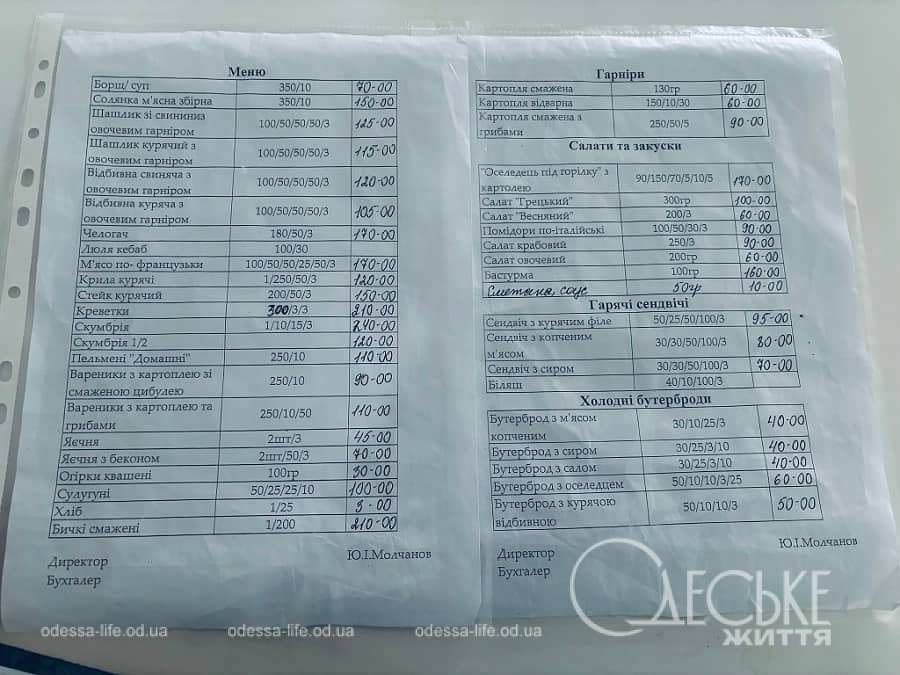 Меню
Борщ/ суп 350/10 70-00
Солянка м'ясна збірна 350/10 150-00
Шашлик зі свинини з
овочевим гарніром 100/50/50/50/3 125-00
Шашлик курячий з
овочевим гарніром 100/50/50/50/3 115-00
Відбивна свиняча з
овочевим гарніром 100/50/50/50/3 120-00
Відбивна куряча з
овочевим гарніром 100/50/50/50/3 105-00
Челогач 180/50/3 170-00
Люля кебаб 100/30
М'ясо по- французьки 100/50/50/25/50/3 170-00
Крила курячі 1/250/50/3 120-00
Стейк курячий 200/50/3 150-00
Креветки 300/3/3 210-00
Скумбрія 1/10/15/3 240-00
Скумбрія 1/2 120-00
Пельмені "Домашні" 250/10 110-00
Вареники з картоплею зі
смаженою цибулею 250/10 90-00
Вареники з картоплею та
грибами 250/10/50 110-00
Яєчня 2шт/3 45-00
Яєчня з беконом 2шт/50/3 70-00
Огірки квашені 100гр 30-00
Сулугуні 50/25/25/10 100-00
Хліб 1/25 3-00
Бичкі смажені 1/200 210-00
Директор Ю.І.Молчанов
Бухгалер
Гарніри
Картопля смажена 130гр 60-00
Картопля відварна 150/10/30 60-00
Картопля смажена з
грибами 250/50/5 90-00
Салати та закуски
"Оселедець під горілку" з
картолею 90/150/70/5/10/5 170-00
Салат "Грецький" 300гр 100-00
Салат "Весняний" 200/3 60-00
Помідори по-італійські 100/50/30/3 90-00
Салат крабовий 250/3 90-00
Салат овочевий 200гр 60-00
Бастурма 100гр 160-00
Сметана, соус 50гр 10-00
Гарячі сендвічі
Сендвіч з курячим філе 50/25/50/100/3 95-00
Сендвіч з копченим
м'ясом 30/30/50/100/3 80-00
Сендвіч з сиром 30/30/50/100/3 70-00
Біляш 40/10/100/3
Холодні бутерброди
Бутерброд з м'ясом
копченим 30/10/25/3 40-00
Бутерброд з сиром 30/25/3/10 40-00
Бутерброд з салом 30/25/3/10 40-00
Бутерброд з оселедцем 50/10/10/3/25 60-00
Бутерброд з курячою
відбивною 50/10/10/3 50-00
Директор Ю.І.Молчанов
Бухгалер
ОДЕСЬКЕ
ЖИТТЯ
odessa-life.od.ua odessa-life.od.ua odessa-life.od.ua